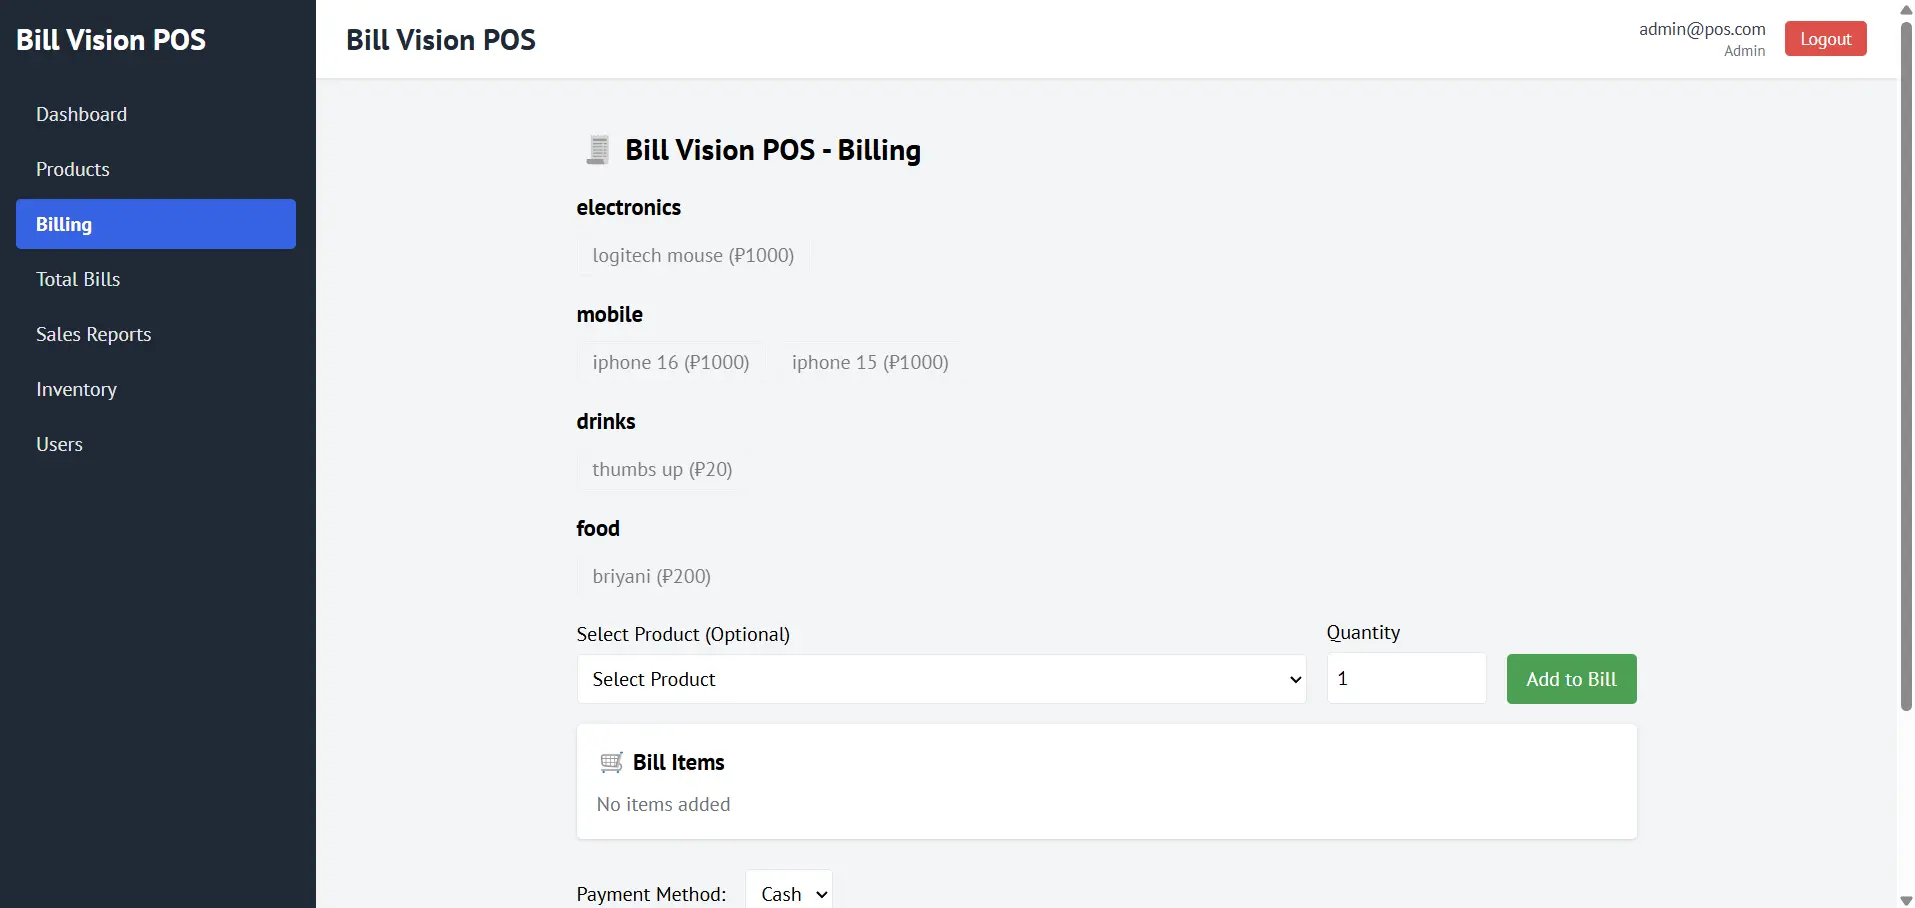 Bill Vision POS
Bill Vision POS
admin@pos.com
Admin
Logout
Dashboard
Products
Billing
Total Bills
Sales Reports
Inventory
Users
Bill Vision POS - Billing
electronics
logitech mouse (₽1000)
mobile
iphone 16 (₽1000) iphone 15 (₽1000)
drinks
thumbs up (₽20)
food
briyani (₽200)
Select Product (Optional) Quantity
Select Product 1 Add to Bill
Bill Items
No items added
Payment Method: Cash